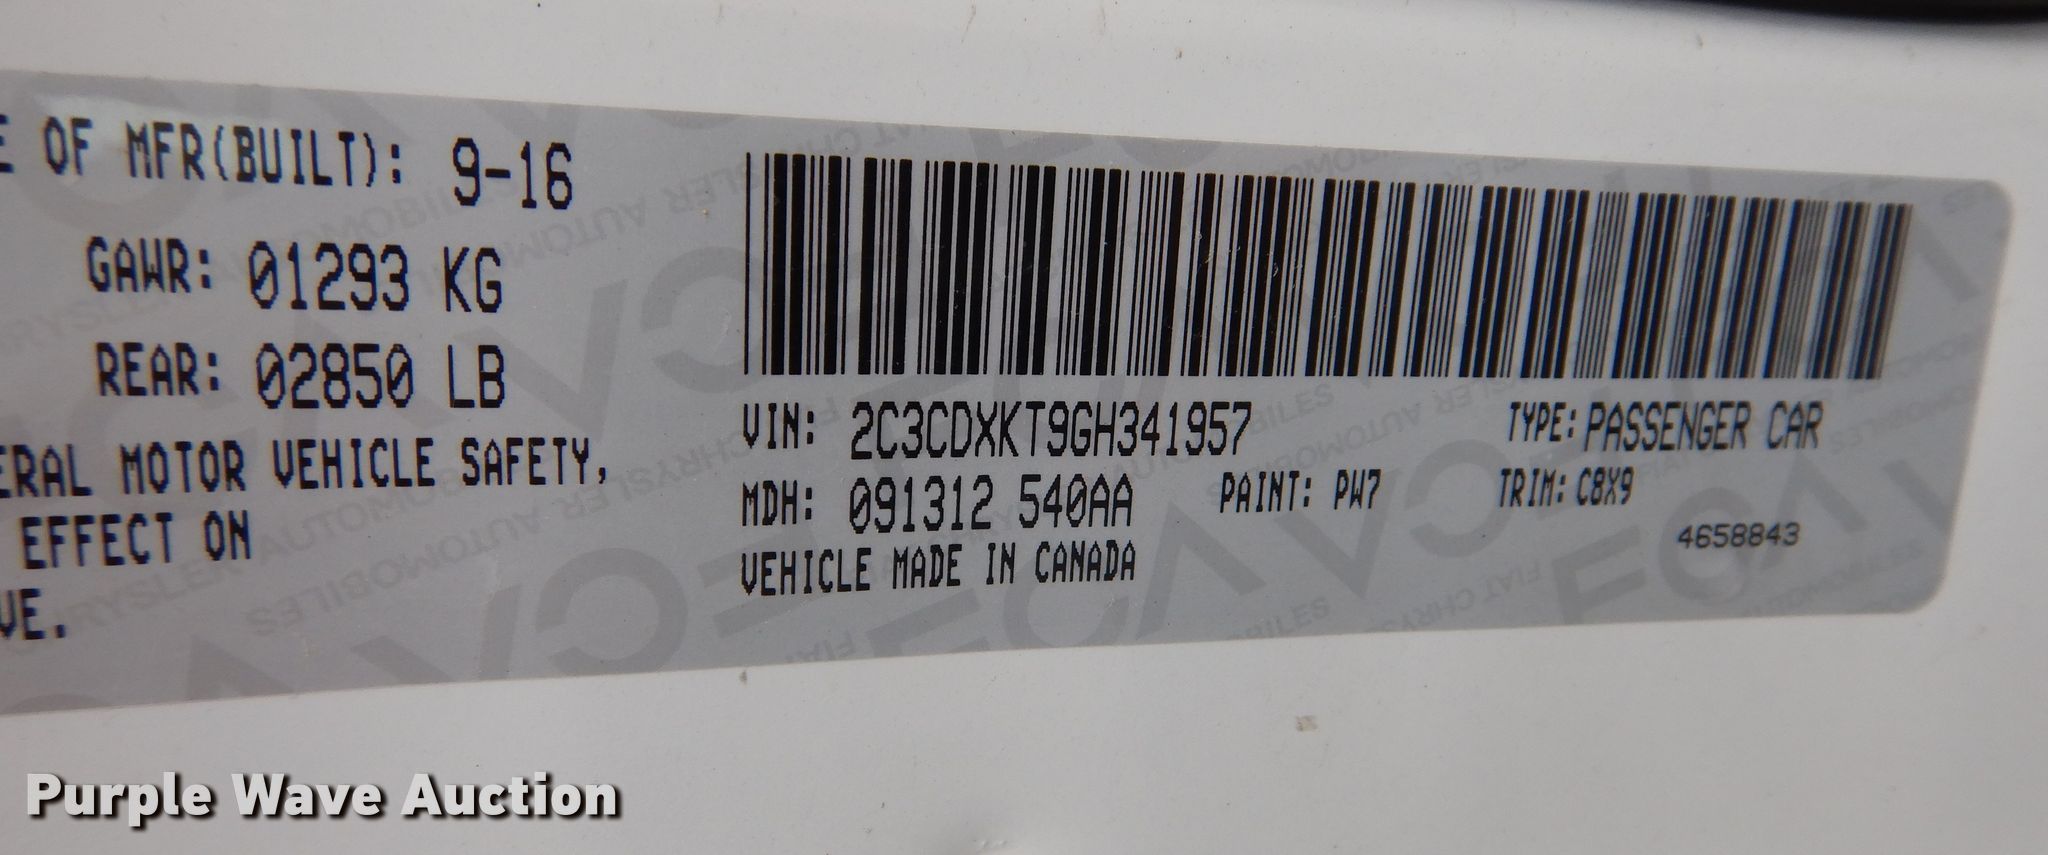 E OF MFR(BUILT): 9-16
GAWR: 01293 KG
REAR: 02850 LB
ERAL MOTOR VEHICLE SAFETY,
EFFECT ON
VE.
VIN: 2C3CDXKT9GH341957
TYPE: PASSENGER CAR
MDH: 091312 540AA
PAINT: PW7
TRIM: C8X9
VEHICLE MADE IN CANADA
4658843
Purple Wave Auction